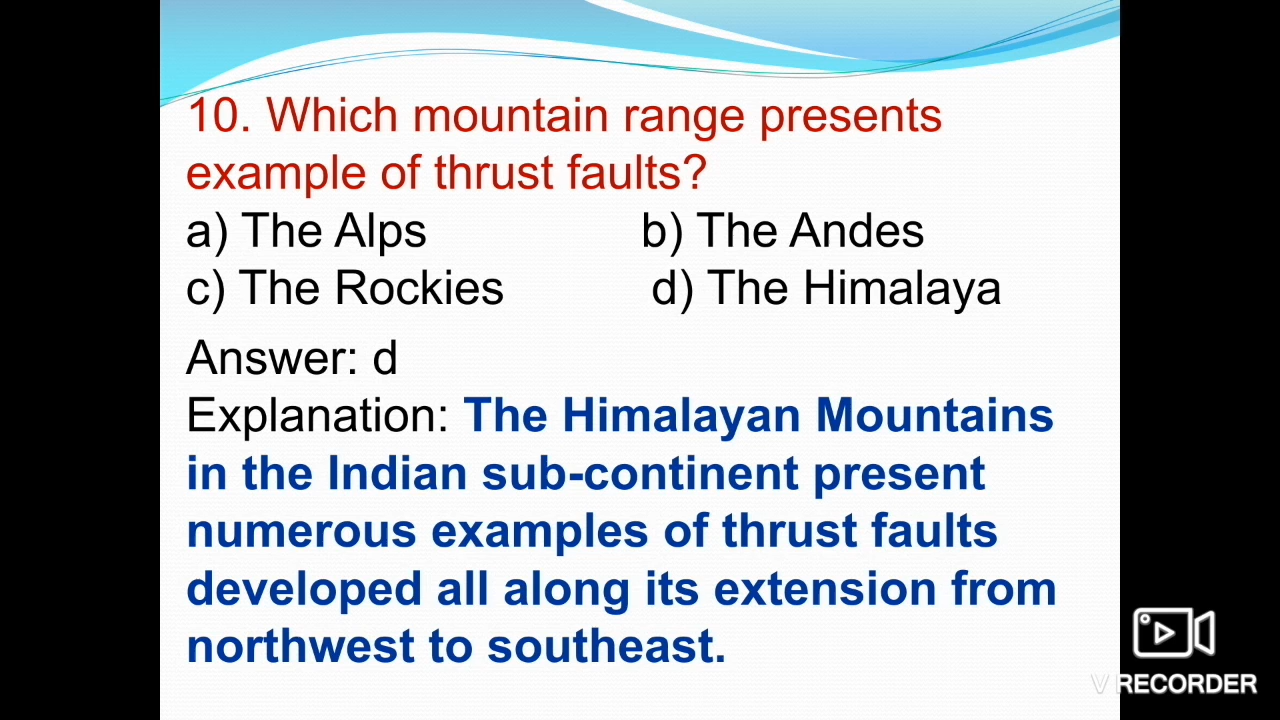 10. Which mountain range presents
example of thrust faults?
a) The Alps b) The Andes
c) The Rockies d) The Himalaya
Answer: d
Explanation: The Himalayan Mountains
in the Indian sub-continent present
numerous examples of thrust faults
developed all along its extension from
northwest to southeast.
V RECORDER